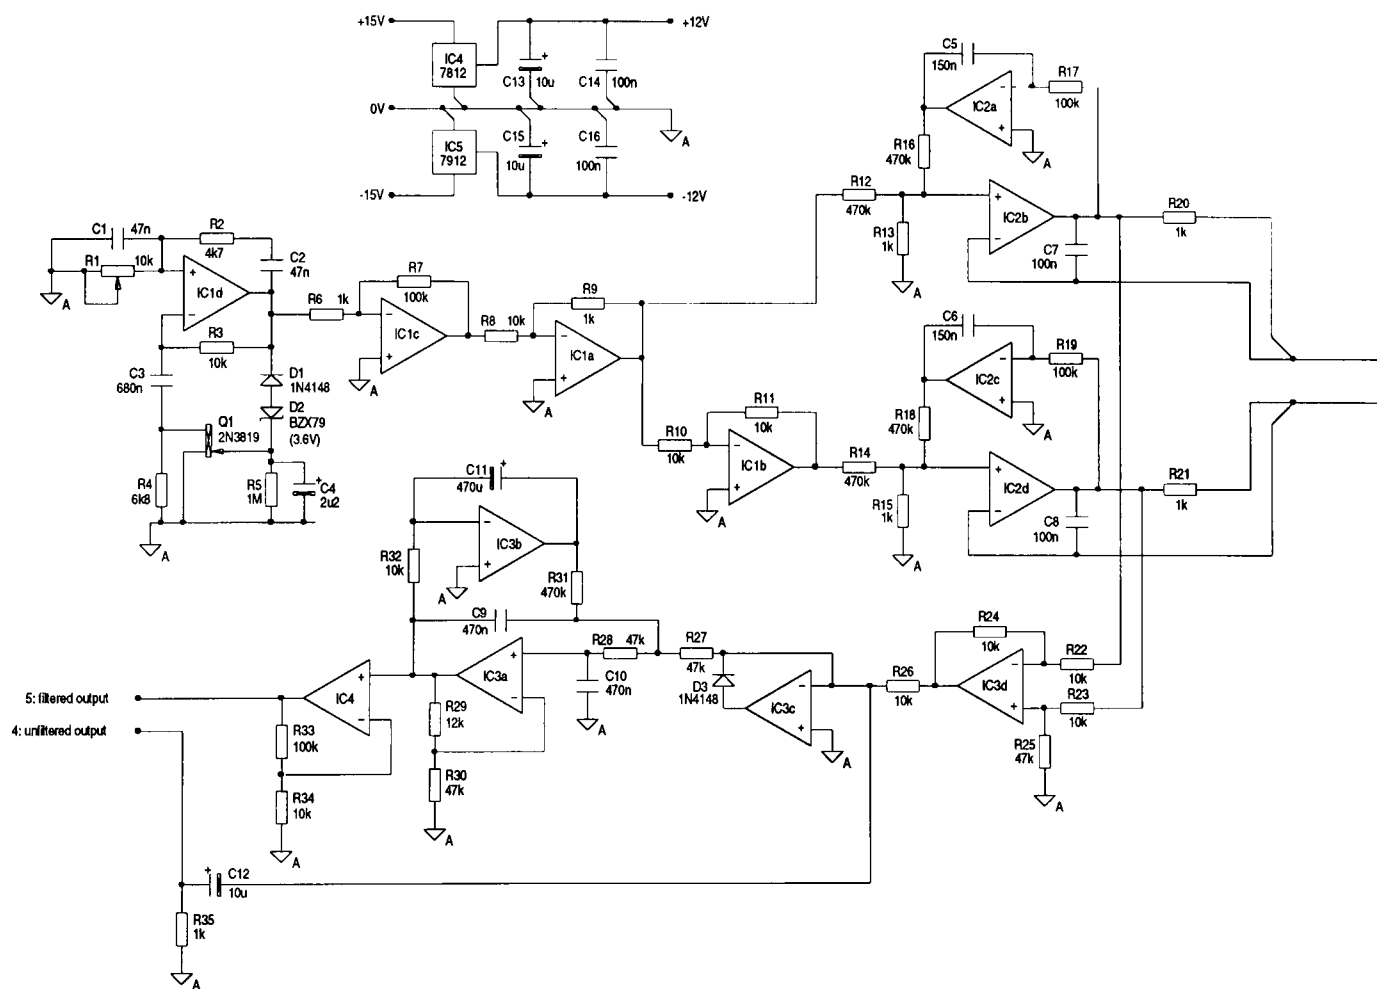 +15V
+12V
IC4
7812
C13
+
10u
C14
100n
0V
A
IC5
7912
C15
+
10u
C16
100n
-15V
-12V
C5
150n
R17
100k
-
+
IC2a
A
R16
470k
R12
470k
R13
1k
A
+
-
IC2b
C7
100n
R20
1k
C1
47n
R2
4k7
R1
10k
A
+
-
IC1d
C2
47n
R3
10k
C3
680n
D1
1N4148
D2
BZX79
(3.6V)
Q1
2N3819
R4
6k8
R5
1M
+
C4
2u2
A
R6
1k
R7
100k
-
+
IC1c
A
R8
10k
R9
1k
-
+
IC1a
A
R10
10k
R11
10k
-
+
IC1b
A
C6
150n
R19
100k
-
+
IC2c
A
R18
470k
R14
470k
R15
1k
A
+
-
IC2d
C8
100n
R21
1k
C11
+
470u
-
+
IC3b
A
R32
10k
R31
470k
C9
470n
R28
47k
R27
47k
C10
470n
A
+
-
IC3a
R29
12k
R30
47k
A
D3
1N4148
-
+
IC3c
A
R26
10k
R24
10k
-
+
IC3d
R22
10k
R23
10k
R25
47k
A
+
-
IC4
5: filtered output
4: unfiltered output
R33
100k
R34
10k
A
+
C12
10u
R35
1k
A